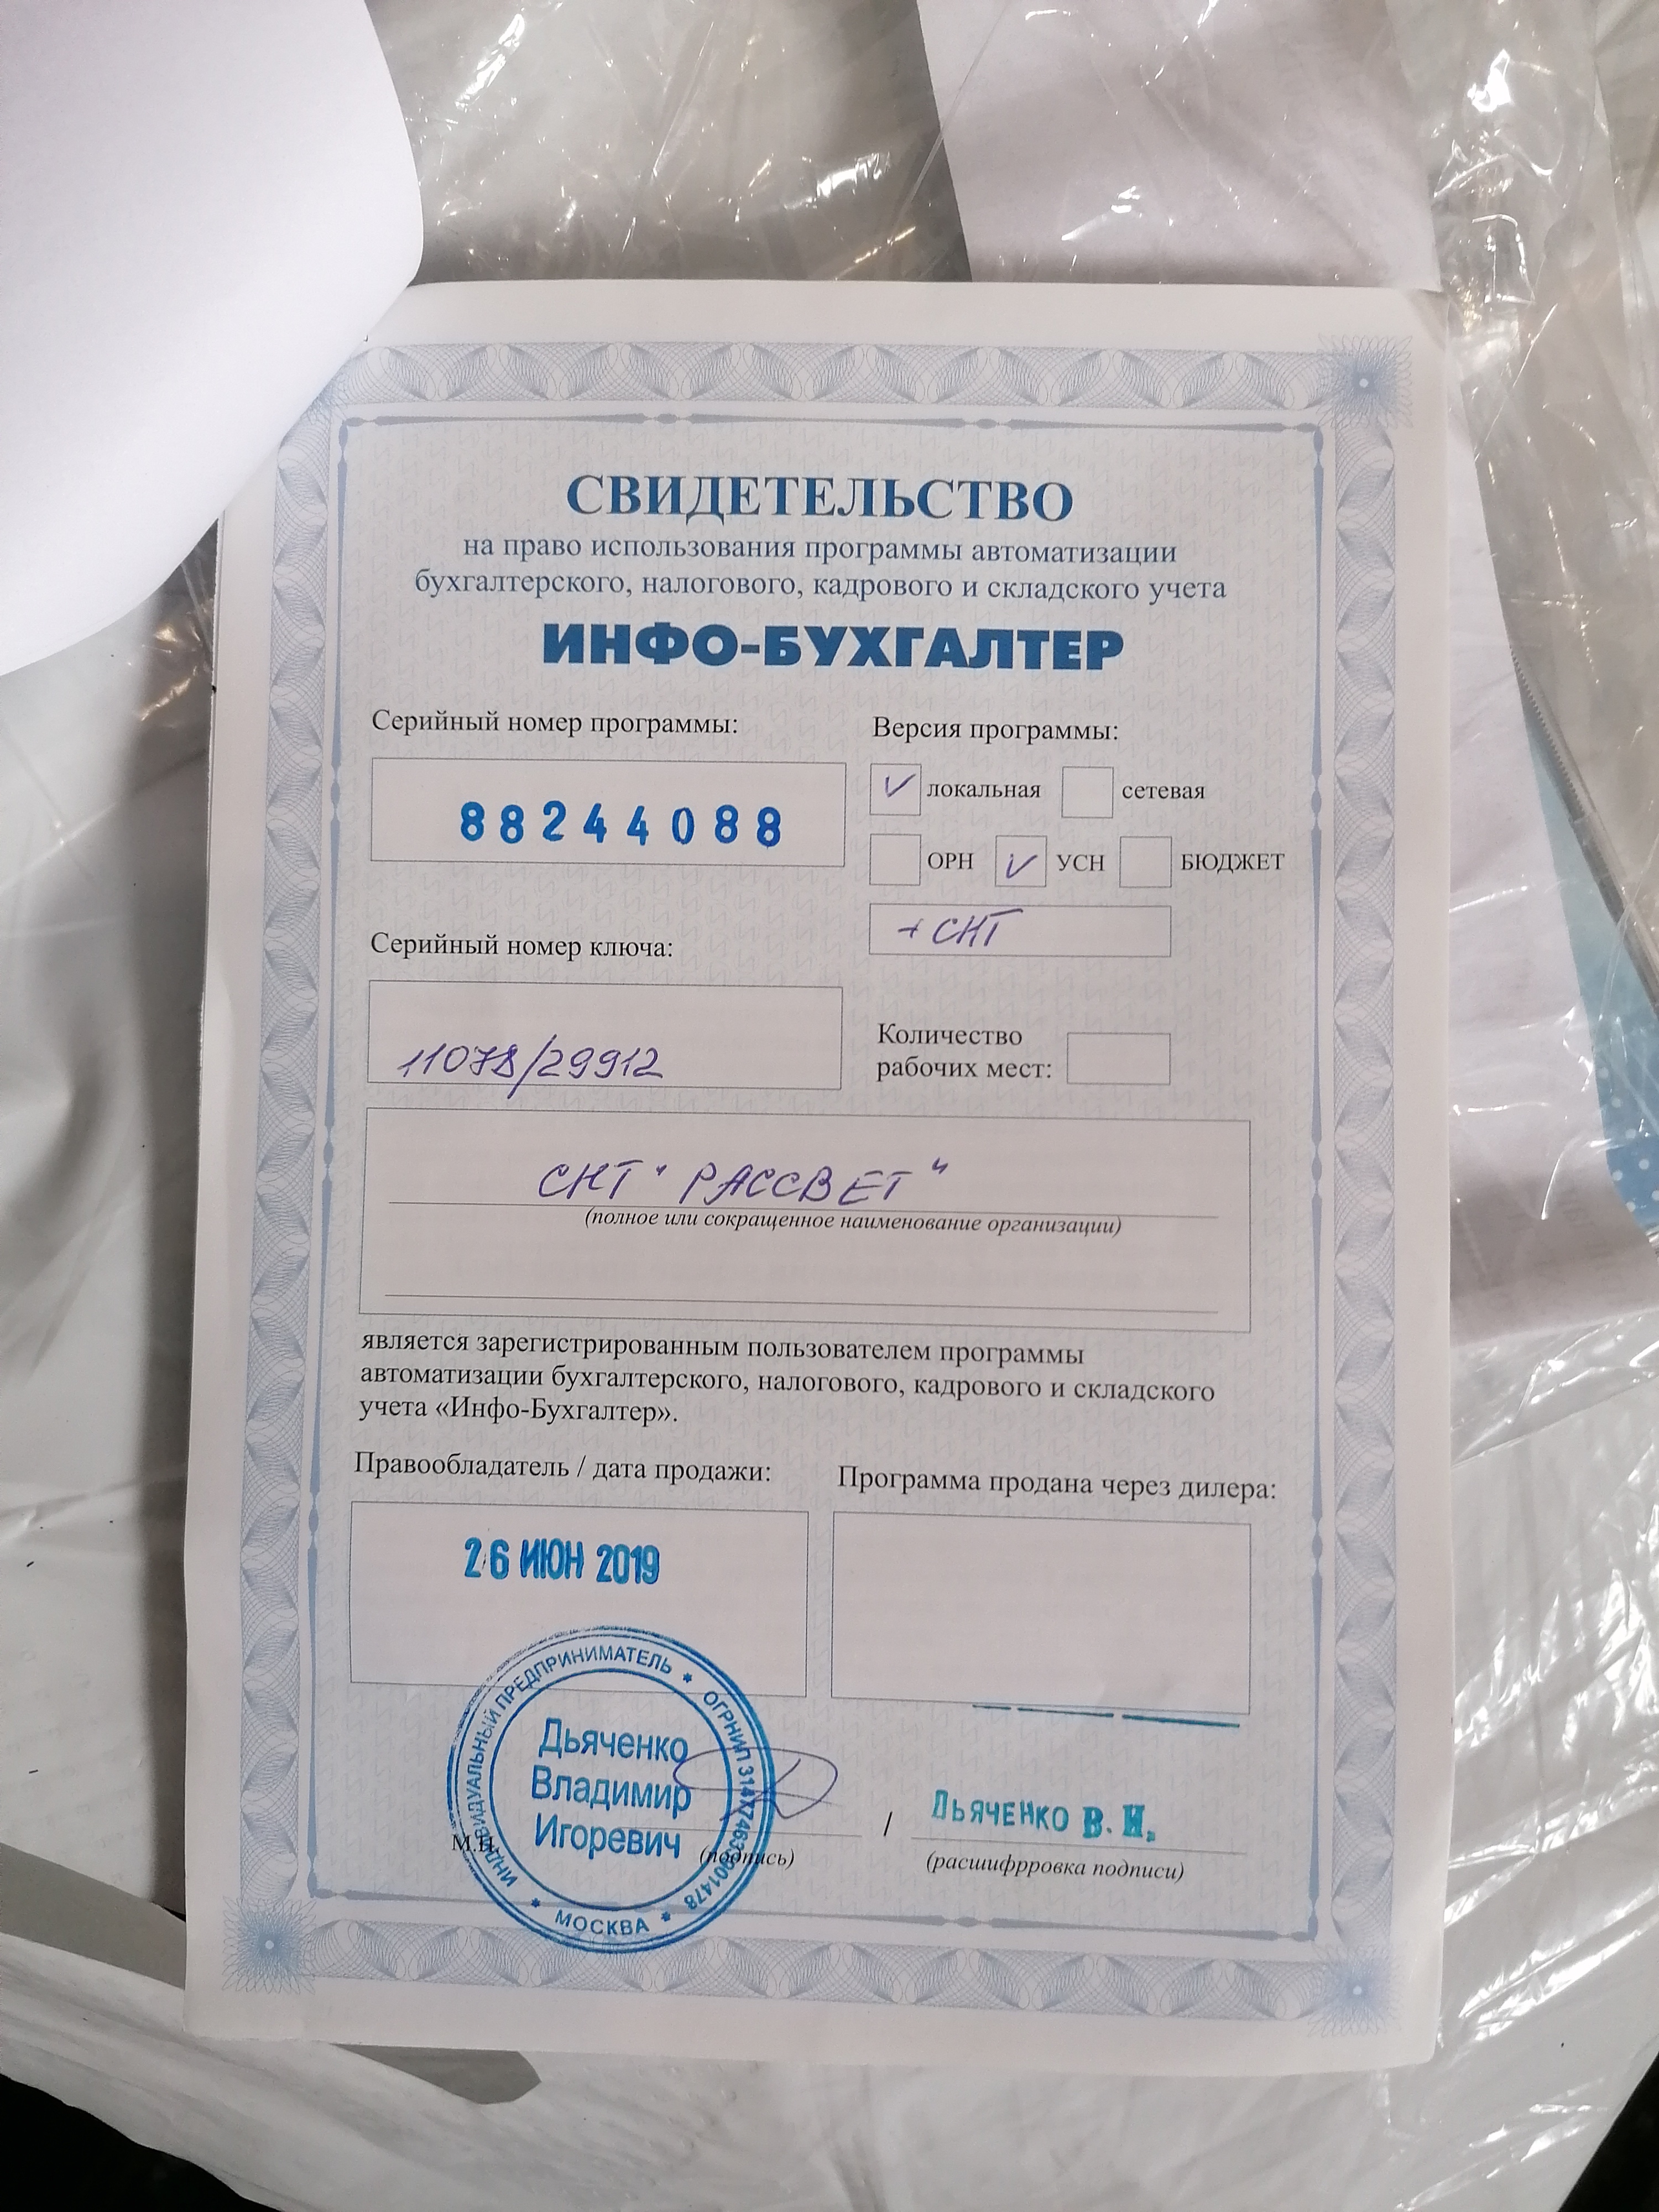 СВИДЕТЕЛЬСТВО
на право использования программы автоматизации
бухгалтерского, налогового, кадрового и складского учета
ИНФО-БУХГАЛТЕР
Серийный номер программы:
88244088
Версия программы:
локальная сетевая
ОРН УСН БЮДЖЕТ
+ СНТ
Серийный номер ключа:
11078/29912
Количество
рабочих мест:
СНТ "РАССВЕТ"
(полное или сокращенное наименование организации)
является зарегистрированным пользователем программы
автоматизации бухгалтерского, налогового, кадрового и складского
учета «Инфо-Бухгалтер».
Правообладатель / дата продажи:
26 ИЮН 2019
Программа продана через дилера:
ИНДИВИДУАЛЬНЫЙ ПРЕДПРИНИМАТЕЛЬ * ОГРНИП
* МОСКВА *
Дьяченко
Владимир
Игоревич
М.П.
(подпись)
/
ДЬЯЧЕНКО В. И.
(расшифрровка подписи)